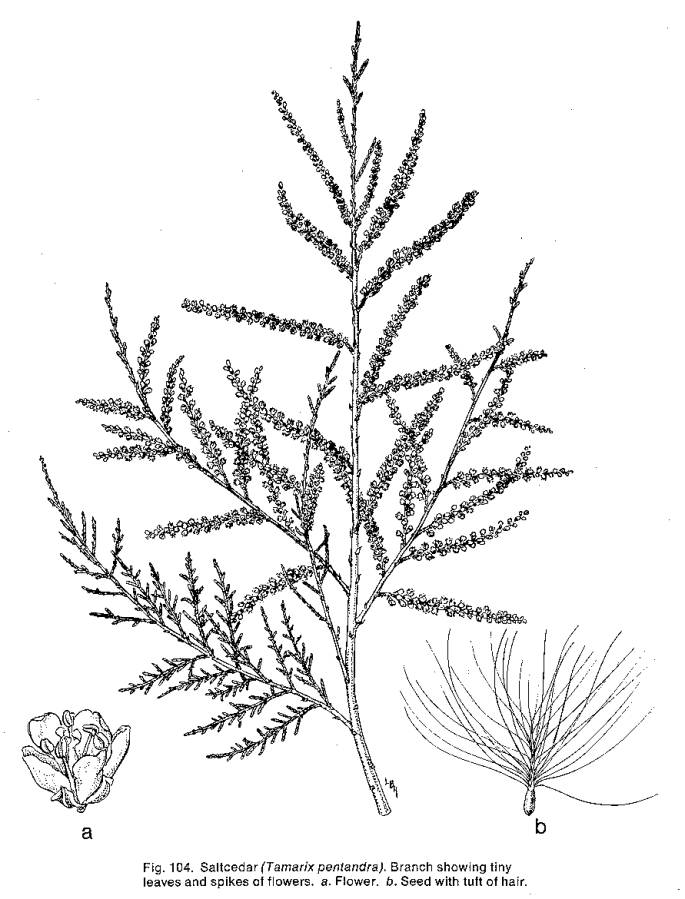 a
b
Fig. 104. Saltcedar (Tamarix pentandra). Branch showing tiny
leaves and spikes of flowers. a. Flower. b. Seed with tuft of hair.